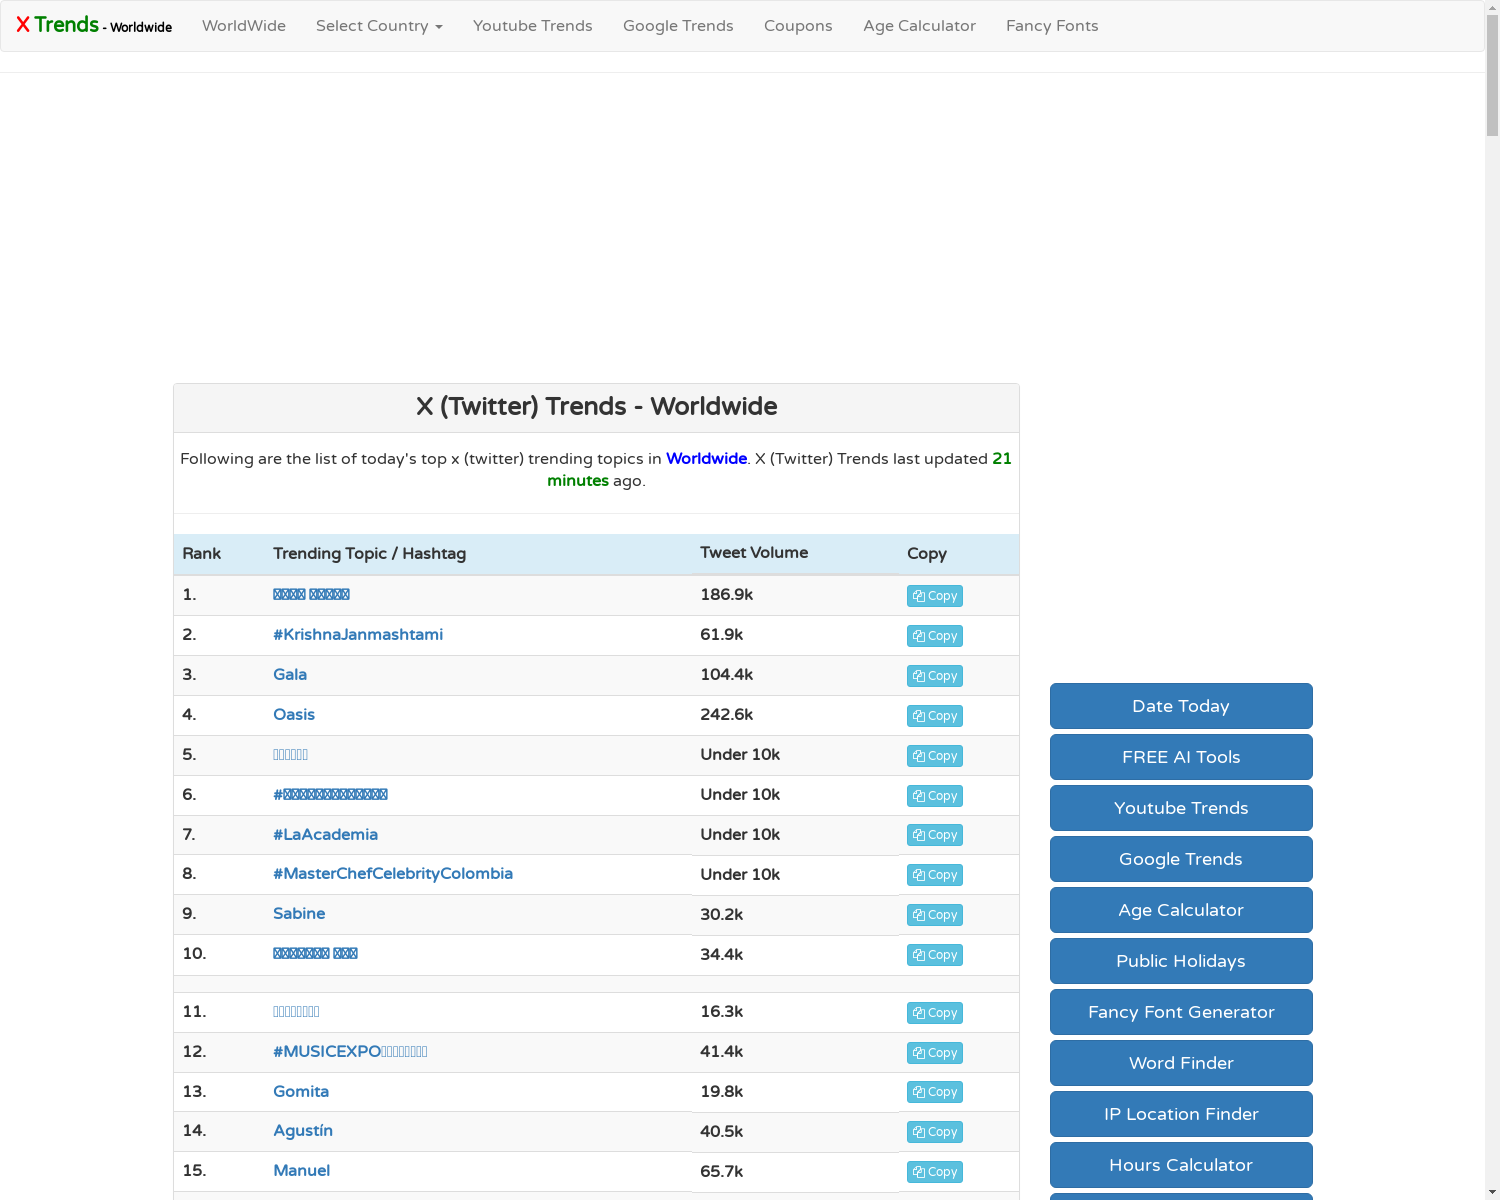 X Trends - Worldwide WorldWide Select Country Youtube Trends Google Trends Coupons Age Calculator Fancy Fonts
X (Twitter) Trends - Worldwide
Following are the list of today's top x (twitter) trending topics in Worldwide. X (Twitter) Trends last updated 21
minutes ago.
Rank Trending Topic / Hashtag Tweet Volume Copy
1. 186.9k Copy
2. #KrishnaJanmashtami 61.9k Copy
3. Gala 104.4k Copy
4. Oasis 242.6k Copy
5. Under 10k Copy
6. # Under 10k Copy
7. #LaAcademia Under 10k Copy
8. #MasterChefCelebrityColombia Under 10k Copy
9. Sabine 30.2k Copy
10. 34.4k Copy
11. 16.3k Copy
12. #MUSICEXPO 41.4k Copy
13. Gomita 19.8k Copy
14. Agustín 40.5k Copy
15. Manuel 65.7k Copy
Date Today
FREE AI Tools
Youtube Trends
Google Trends
Age Calculator
Public Holidays
Fancy Font Generator
Word Finder
IP Location Finder
Hours Calculator